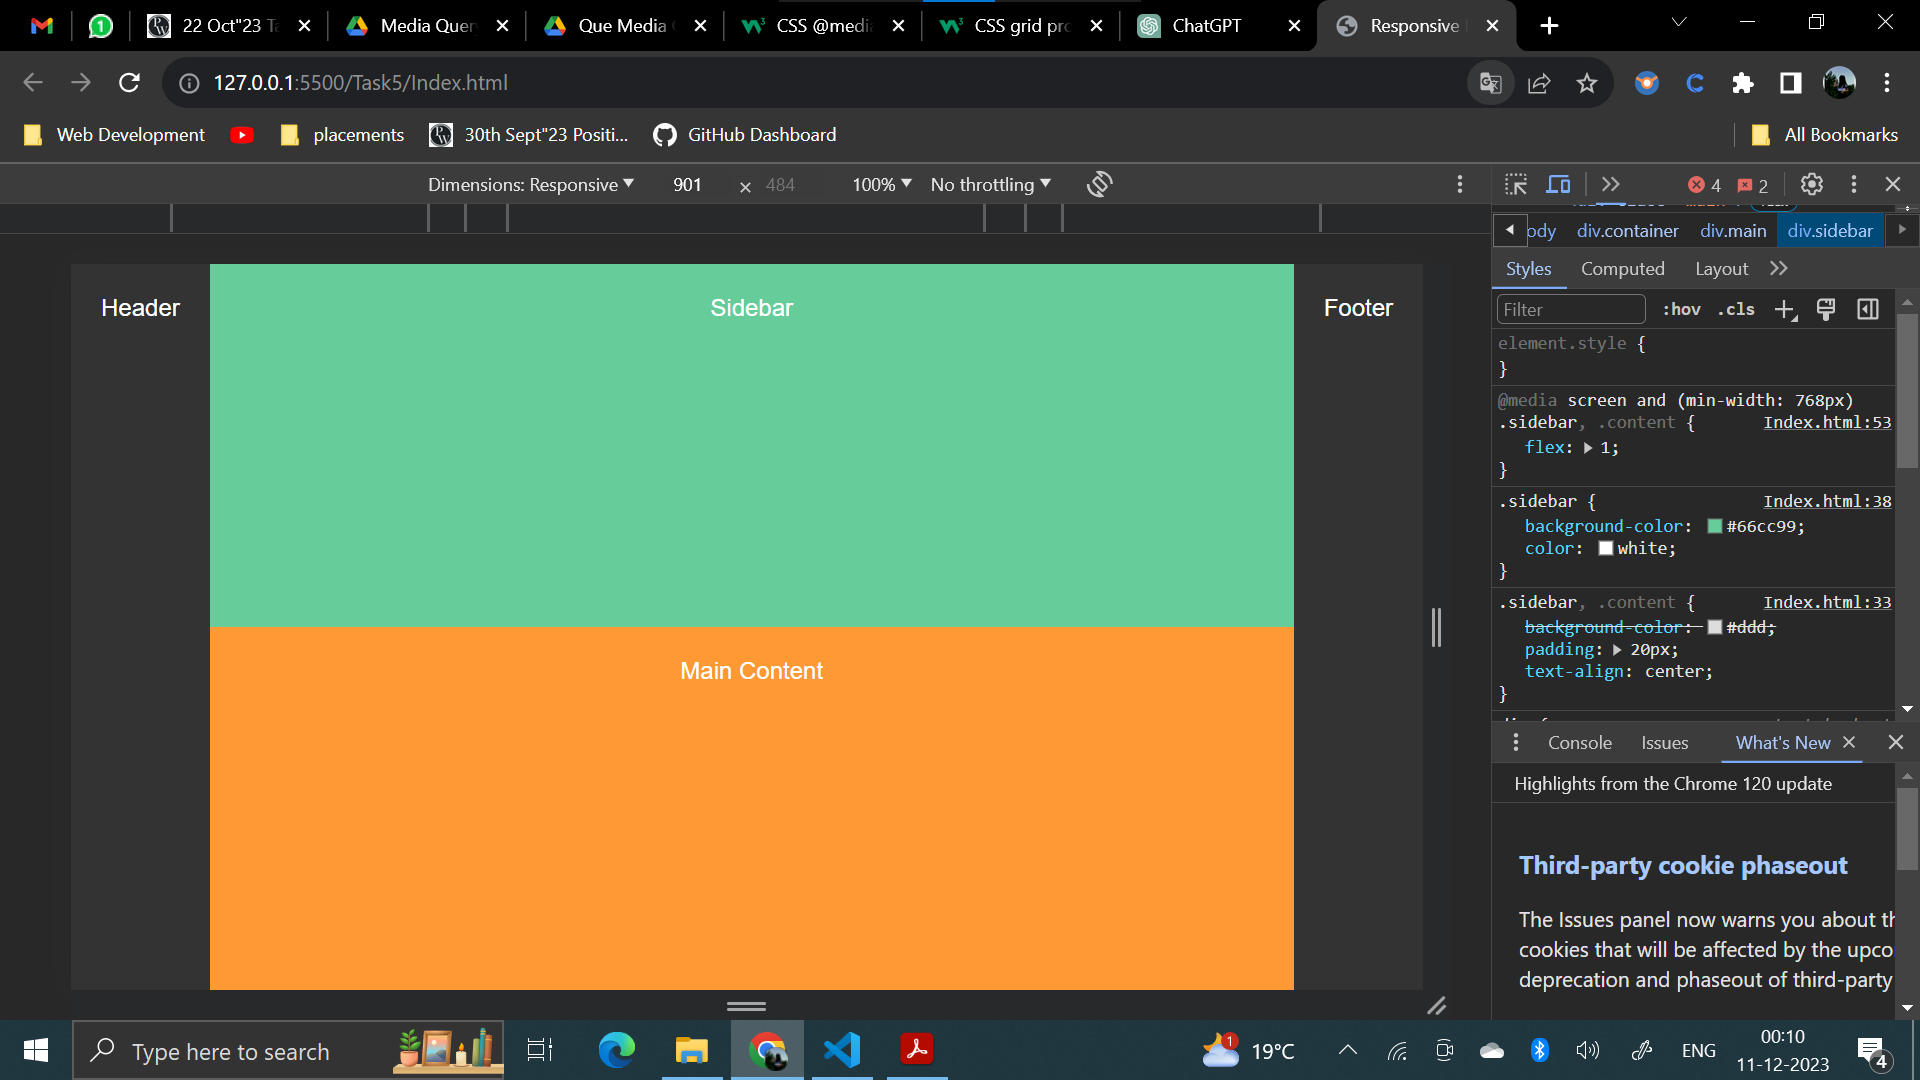 22 Oct"23 Ta
Media Quer
Que Media
CSS @media
CSS grid pro
ChatGPT
Responsive
127.0.0.1:5500/Task5/Index.html
Web Development
placements
30th Sept"23 Positi...
GitHub Dashboard
All Bookmarks
Dimensions: Responsive
901
×
484
100%
No throttling
4
2
ody
div.container
div.main
div.sidebar
Styles
Computed
Layout
Filter
:hov
.cls
Header
Sidebar
Footer
Main Content
element.style {
}
@media screen and (min-width: 768px)
.sidebar, .content {
Index.html:53
flex: 1;
}
.sidebar {
Index.html:38
background-color: #66cc99;
color: white;
}
.sidebar, .content {
Index.html:33
background-color: #ddd;
padding: 20px;
text-align: center;
}
Console
Issues
What's New
Highlights from the Chrome 120 update
Third-party cookie phaseout
The Issues panel now warns you about th
cookies that will be affected by the upco
deprecation and phaseout of third-party
Type here to search
1
19°C
ENG
00:10
11-12-2023
4